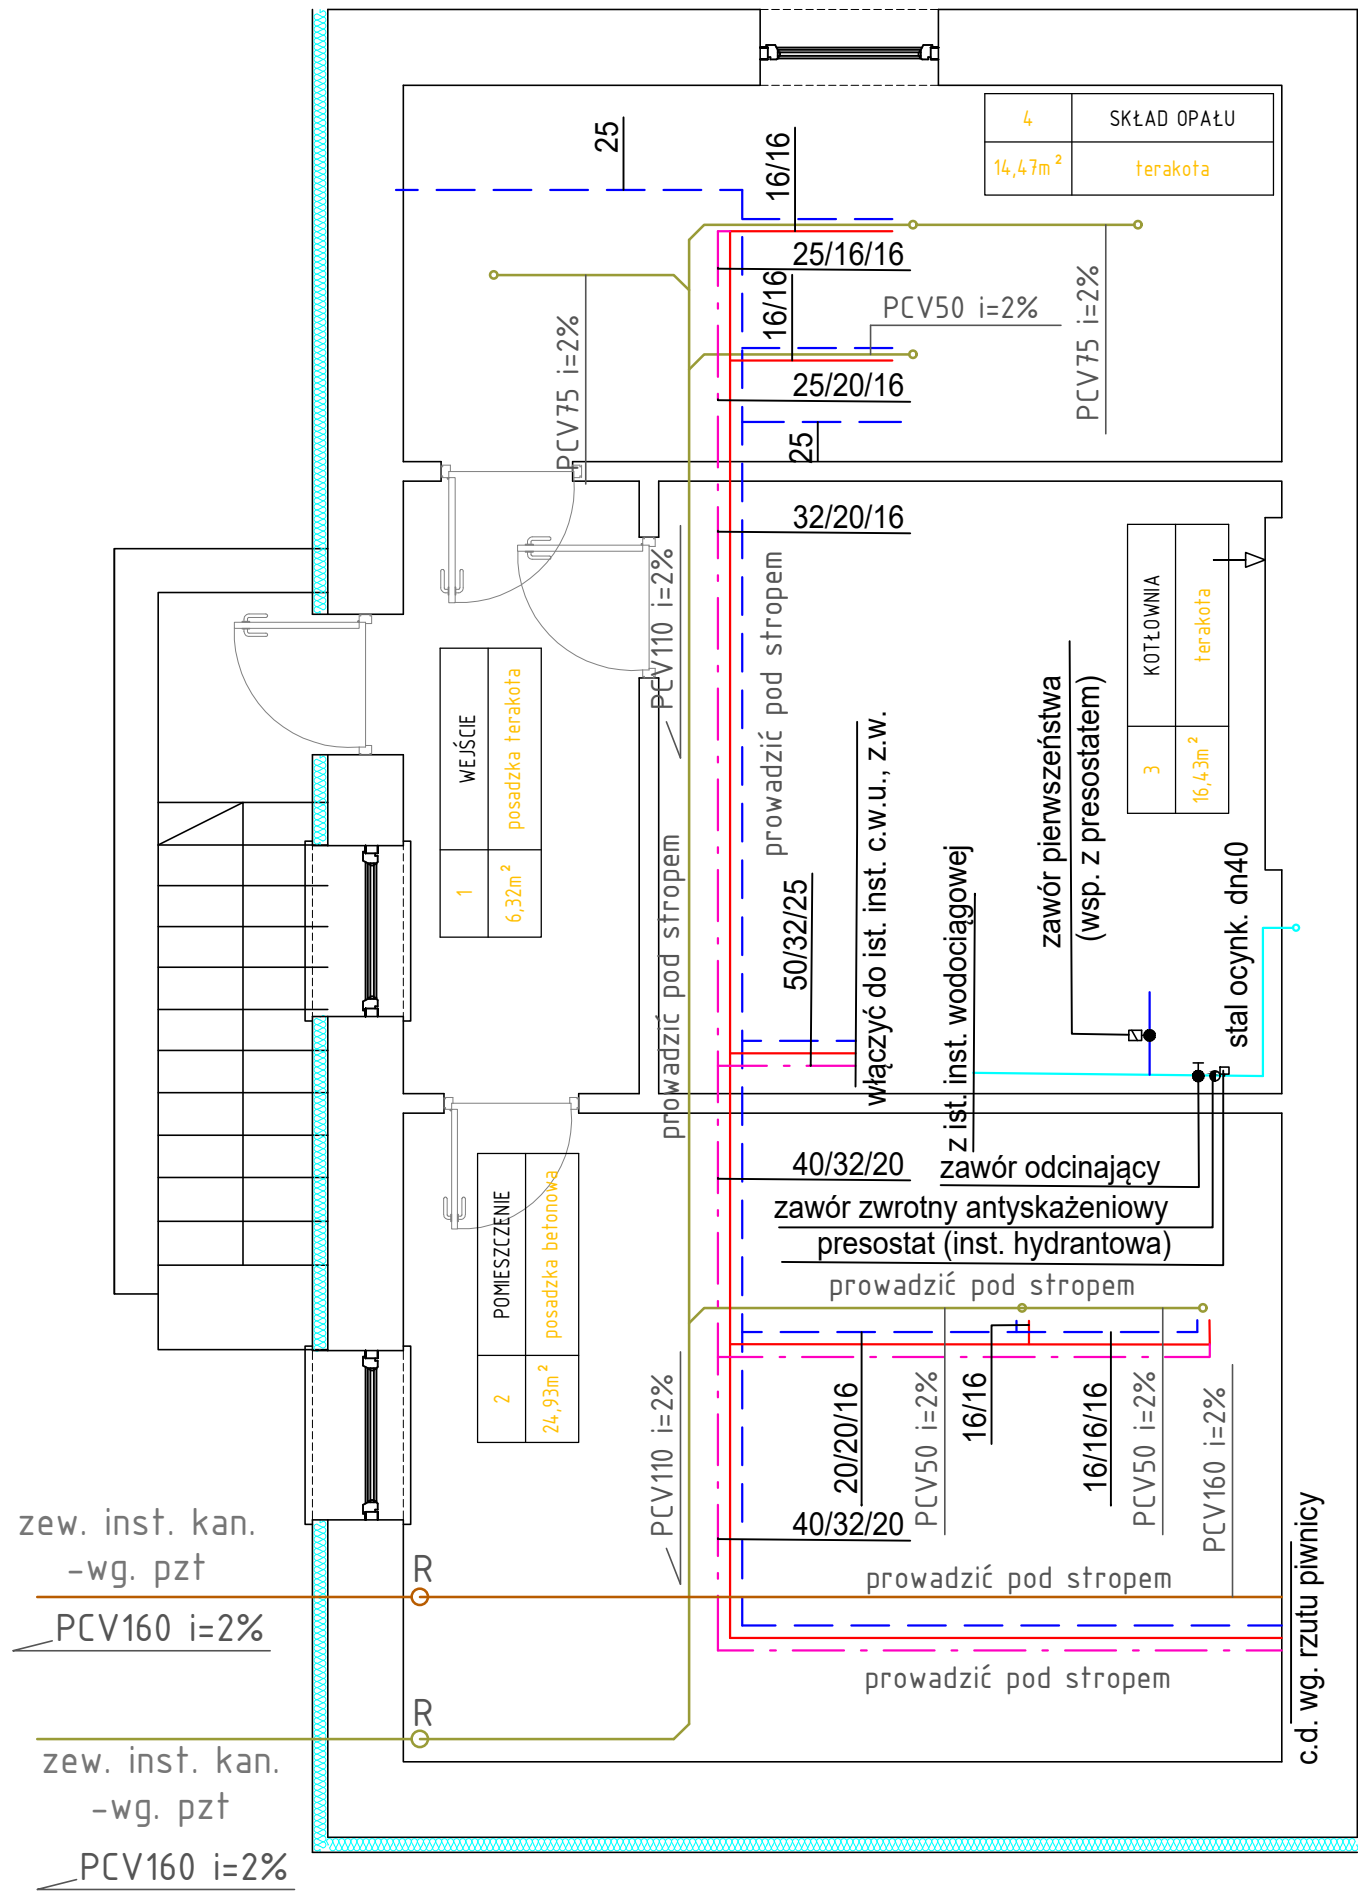 25
16/16
4
SKŁAD OPAŁU
14,47m²
terakota
25/16/16
16/16
PCV50 i=2%
PCV75 i=2%
PCV75 i=2%
25/20/16
25
32/20/16
PCV110 i=2%
prowadzić pod stropem
KOTŁOWNIA
terakota
3
16,43m²
WEJŚCIE
posadzka terakota
1
6,32m²
zawór pierwszeństwa
(wsp. z presostatem)
prowadzić pod stropem
50/32/25
włączyć do ist. inst. c.w.u., z.w.
z ist. inst. wodociągowej
stal ocynk. dn40
40/32/20
zawór odcinający
zawór zwrotny antyskażeniowy
presostat (inst. hydrantowa)
prowadzić pod stropem
POMIESZCZENIE
posadzka betonowa
2
24,93m²
PCV110 i=2%
20/20/16
PCV50 i=2%
16/16
16/16/16
PCV50 i=2%
PCV160 i=2%
40/32/20
zew. inst. kan.
-wg. pzt
R
prowadzić pod stropem
PCV160 i=2%
prowadzić pod stropem
c.d. wg. rzutu piwnicy
R
zew. inst. kan.
-wg. pzt
PCV160 i=2%